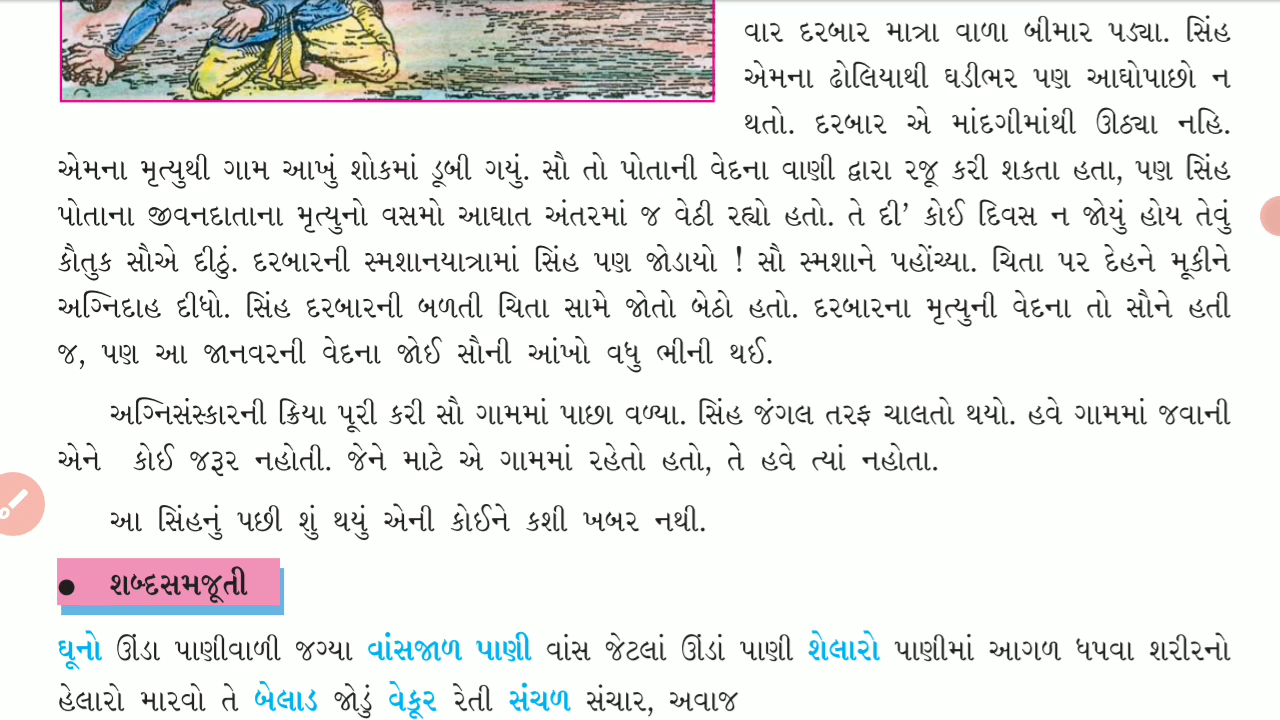 વાર દરબાર માત્રા વાળા બીમાર પડ્યા. સિંહ
એમના ઢોલિયાથી ઘડીભર પણ આઘોપાછો ન
થતો. દરબાર એ માંદગીમાંથી ઊઠ્યા નહિ.
એમના મૃત્યુથી ગામ આખું શોકમાં ડૂબી ગયું. સૌ તો પોતાની વેદના વાણી દ્વારા રજૂ કરી શકતા હતા, પણ સિંહ
પોતાના જીવનદાતાના મૃત્યુનો વસમો આઘાત અંતરમાં જ વેઠી રહ્યો હતો. તે દી’ કોઈ દિવસ ન જોયું હોય તેવું
કૌતુક સૌએ દીઠું. દરબારની સ્મશાનયાત્રામાં સિંહ પણ જોડાયો ! સૌ સ્મશાને પહોંચ્યા. ચિતા પર દેહને મૂકીને
અગ્નિદાહ દીધો. સિંહ દરબારની બળતી ચિતા સામે જોતો બેઠો હતો. દરબારના મૃત્યુની વેદના તો સૌને હતી
જ, પણ આ જાનવરની વેદના જોઈ સૌની આંખો વધુ ભીની થઈ.
અગ્નિસંસ્કારની ક્રિયા પૂરી કરી સૌ ગામમાં પાછા વળ્યા. સિંહ જંગલ તરફ ચાલતો થયો. હવે ગામમાં જવાની
એને કોઈ જરૂર નહોતી. જેને માટે એ ગામમાં રહેતો હતો, તે હવે ત્યાં નહોતા.
આ સિંહનું પછી શું થયું એની કોઈને કશી ખબર નથી.
● શબ્દસમજૂતી
ઘૂનો ઊંડા પાણીવાળી જગ્યા વાંસજાળ પાણી વાંસ જેટલાં ઊંડાં પાણી શેલારો પાણીમાં આગળ ધપવા શરીરનો
હેલારો મારવો તે બેલાડ જોડું વેકૂર રેતી સંચળ સંચાર, અવાજ